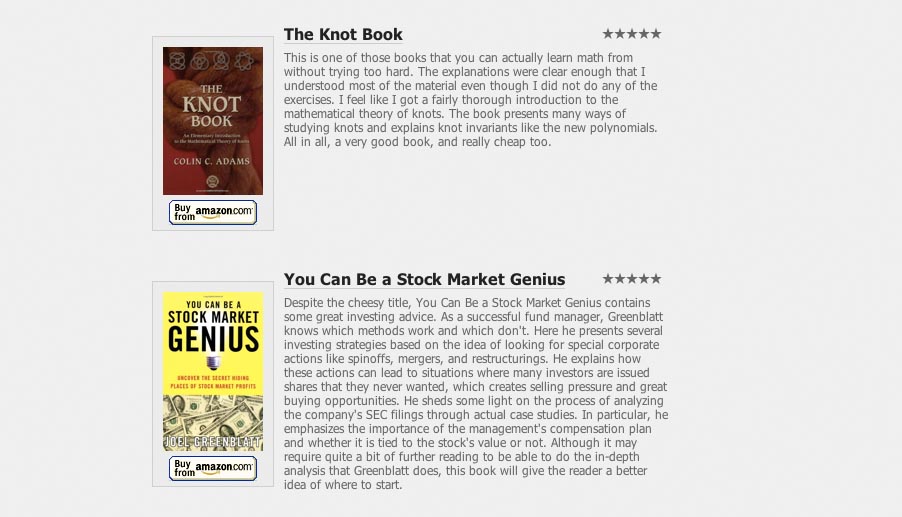 The Knot Book
★★★★★
This is one of those books that you can actually learn math from
without trying too hard. The explanations were clear enough that I
understood most of the material even though I did not do any of the
exercises. I feel like I got a fairly thorough introduction to the
mathematical theory of knots. The book presents many ways of
studying knots and explains knot invariants like the new polynomials.
All in all, a very good book, and really cheap too.
THE
KNOT
BOOK
An Elementary Introduction
to the Mathematical Theory of Knots
COLIN C. ADAMS
Buy
from amazon.com
You Can Be a Stock Market Genius
★★★★★
Despite the cheesy title, You Can Be a Stock Market Genius contains
some great investing advice. As a successful fund manager, Greenblatt
knows which methods work and which don't. Here he presents several
investing strategies based on the idea of looking for special corporate
actions like spinoffs, mergers, and restructurings. He explains how
these actions can lead to situations where many investors are issued
shares that they never wanted, which creates selling pressure and great
buying opportunities. He sheds some light on the process of analyzing
the company's SEC filings through actual case studies. In particular, he
emphasizes the importance of the management's compensation plan
and whether it is tied to the stock's value or not. Although it may
require quite a bit of further reading to be able to do the in-depth
analysis that Greenblatt does, this book will give the reader a better
idea of where to start.
YOU CAN BE A
STOCK MARKET
GENIUS
UNCOVER THE SECRET HIDING
PLACES OF STOCK MARKET PROFITS
JOEL GREENBLATT
Buy
from amazon.com